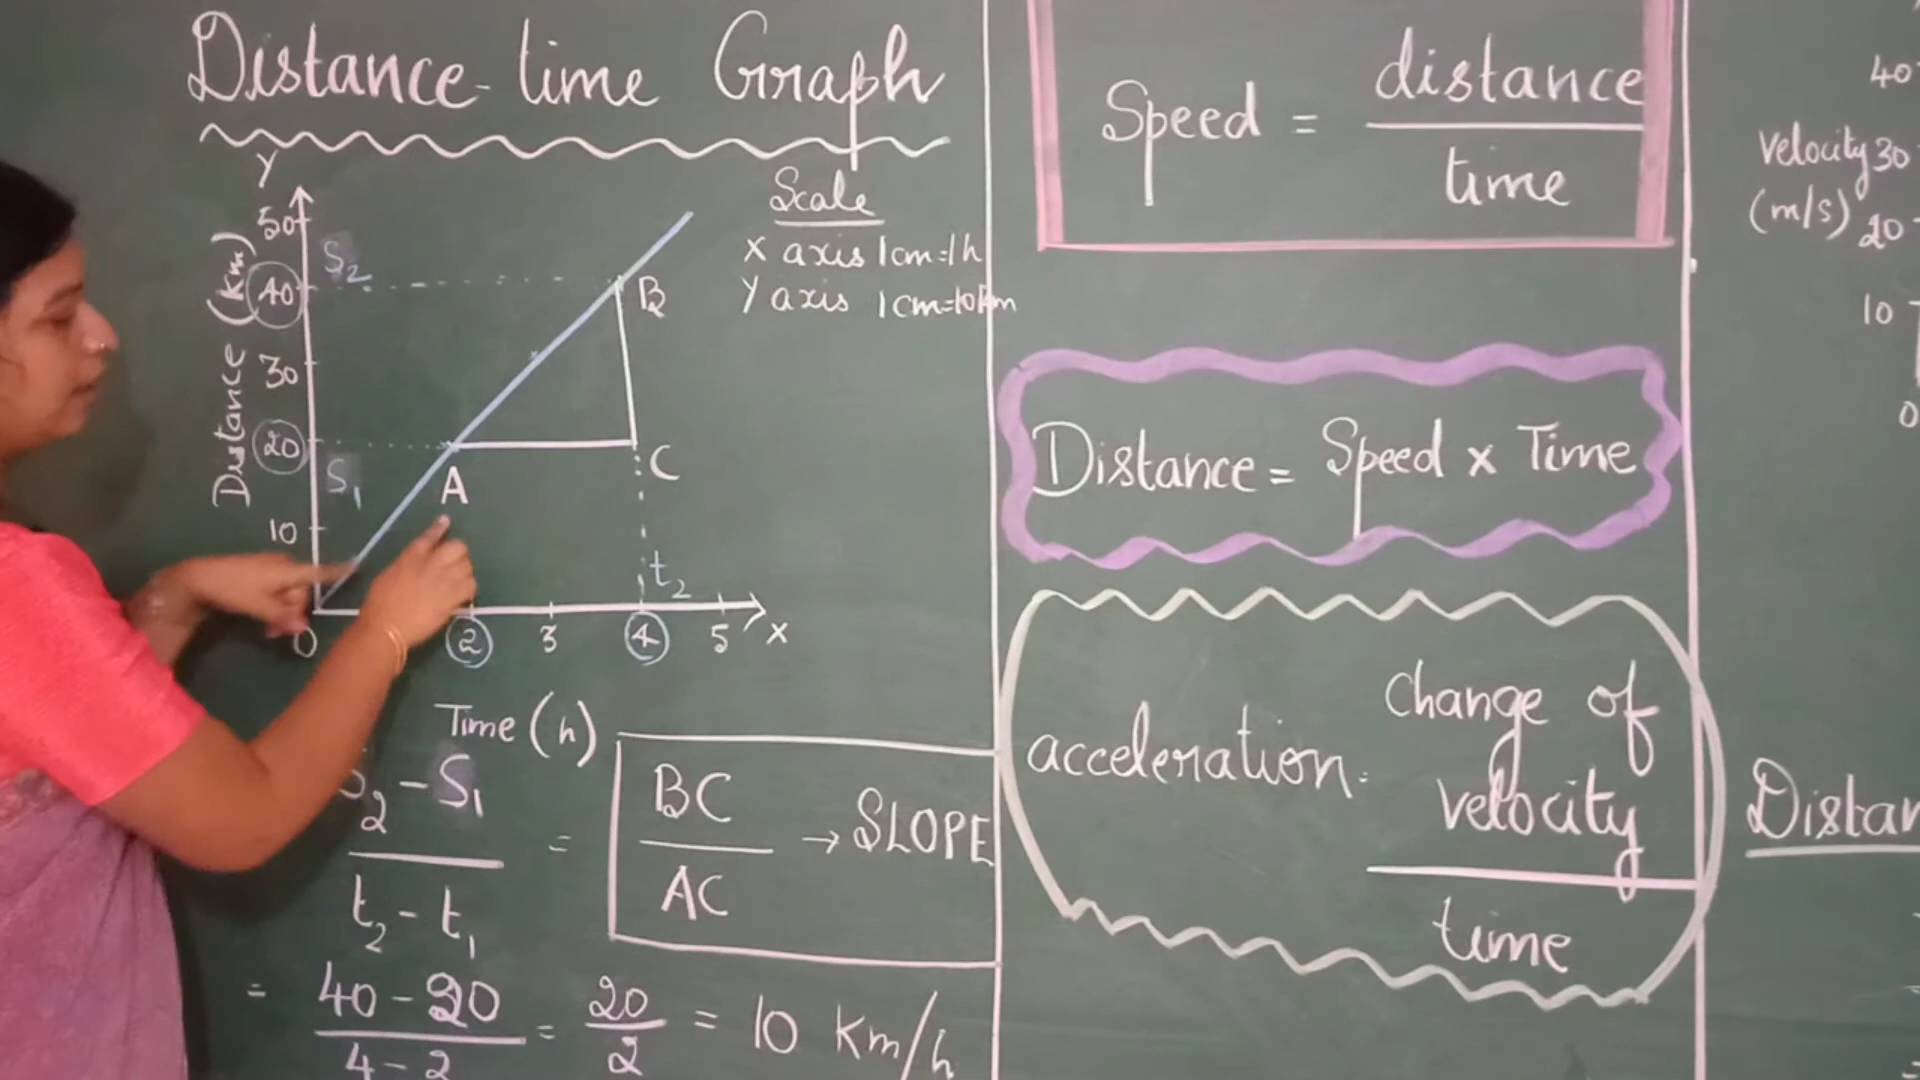 Distance-time Graph
Y
50
S2
40
30
20
S1
10
Distance (km)
B
A
C
t2
0
2
3
4
5
X
Time (h)
Scale
X axis 1cm=1h
Y axis 1cm=10km
S2 - S1
t2 - t1
=
BC
AC
→ SLOPE
= 40 - 20
4 - 2
= 20
2
= 10 Km/h
Speed = distance
time
Distance = Speed x Time
acceleration =
change of
velocity
time
40
velocity 30
(m/s) 20
10
0